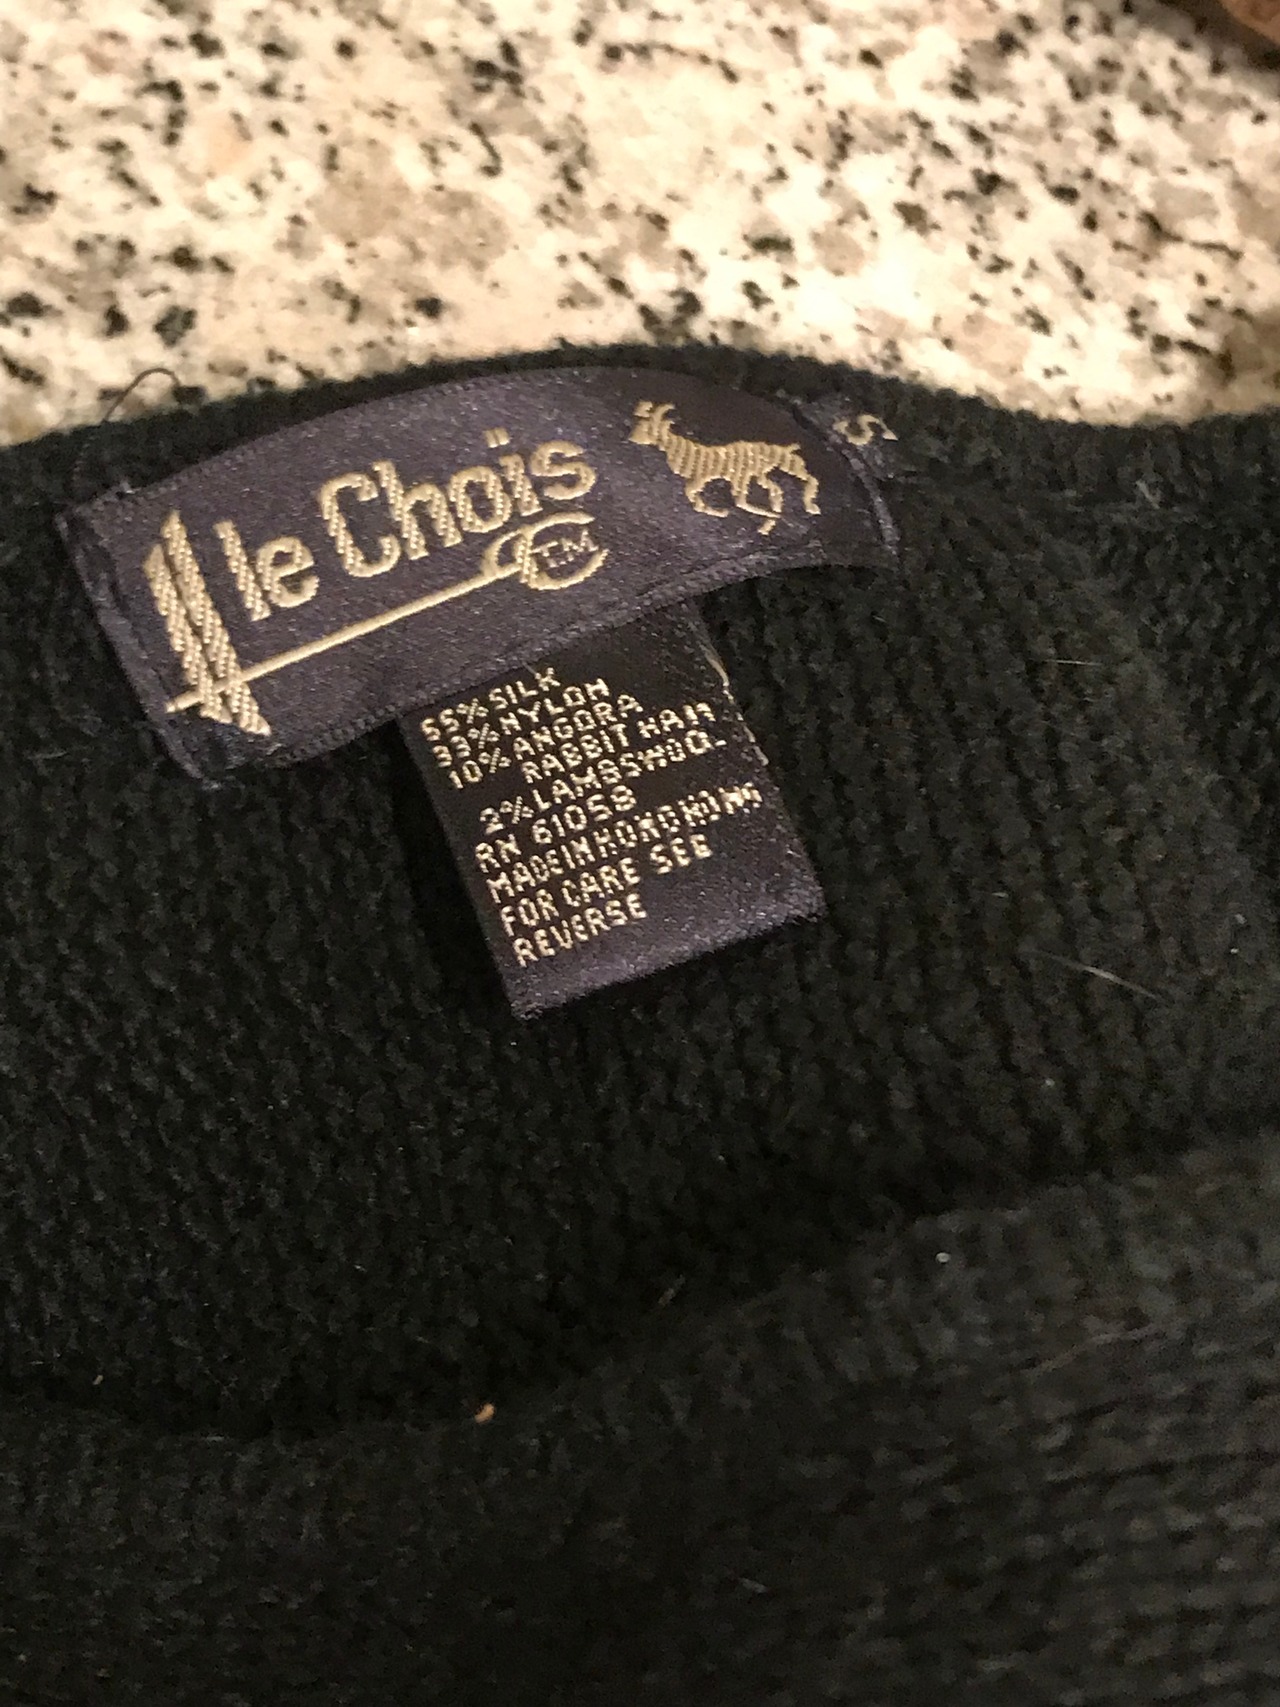 le Choïs
TM
S
55% SILK
33% NYLON
10% ANGORA
RABBIT HAIR
2% LAMBSWOOL
RN 61058
MADE IN HONG KONG
FOR CARE SEE
REVERSE